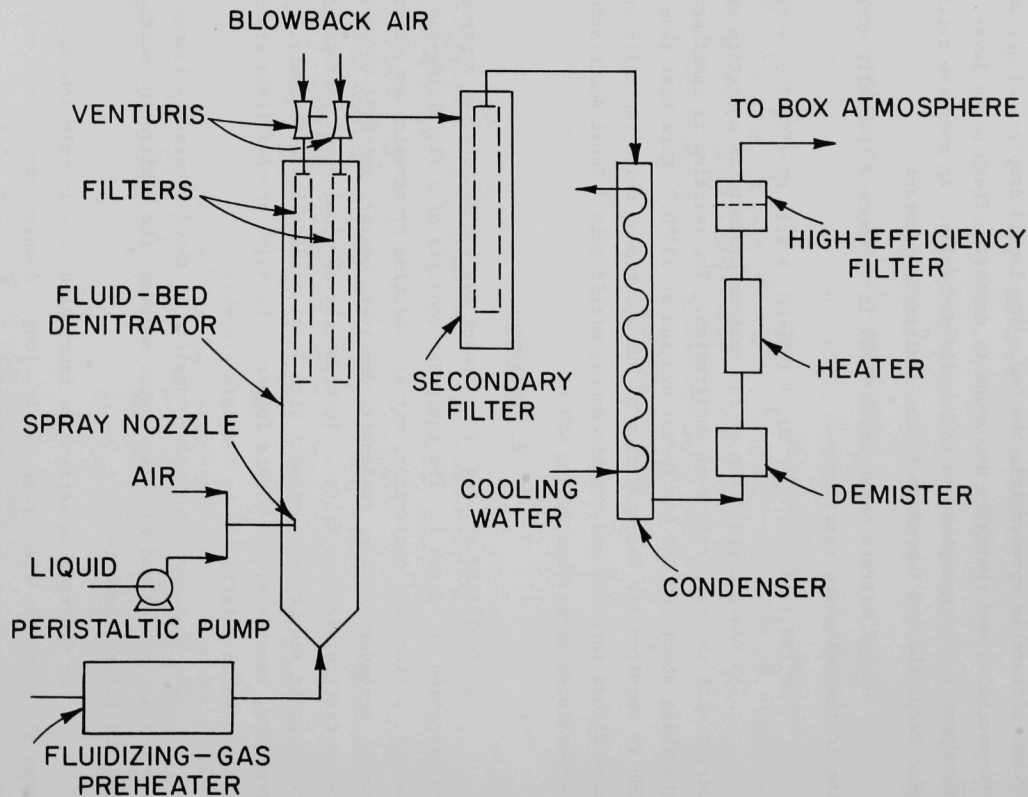 BLOWBACK AIR
VENTURIS
FILTERS
FLUID-BED
DENITRATOR
SPRAY NOZZLE
AIR
LIQUID
PERISTALTIC PUMP
FLUIDIZING-GAS
PREHEATER
SECONDARY
FILTER
COOLING
WATER
CONDENSER
TO BOX ATMOSPHERE
HIGH-EFFICIENCY
FILTER
HEATER
DEMISTER